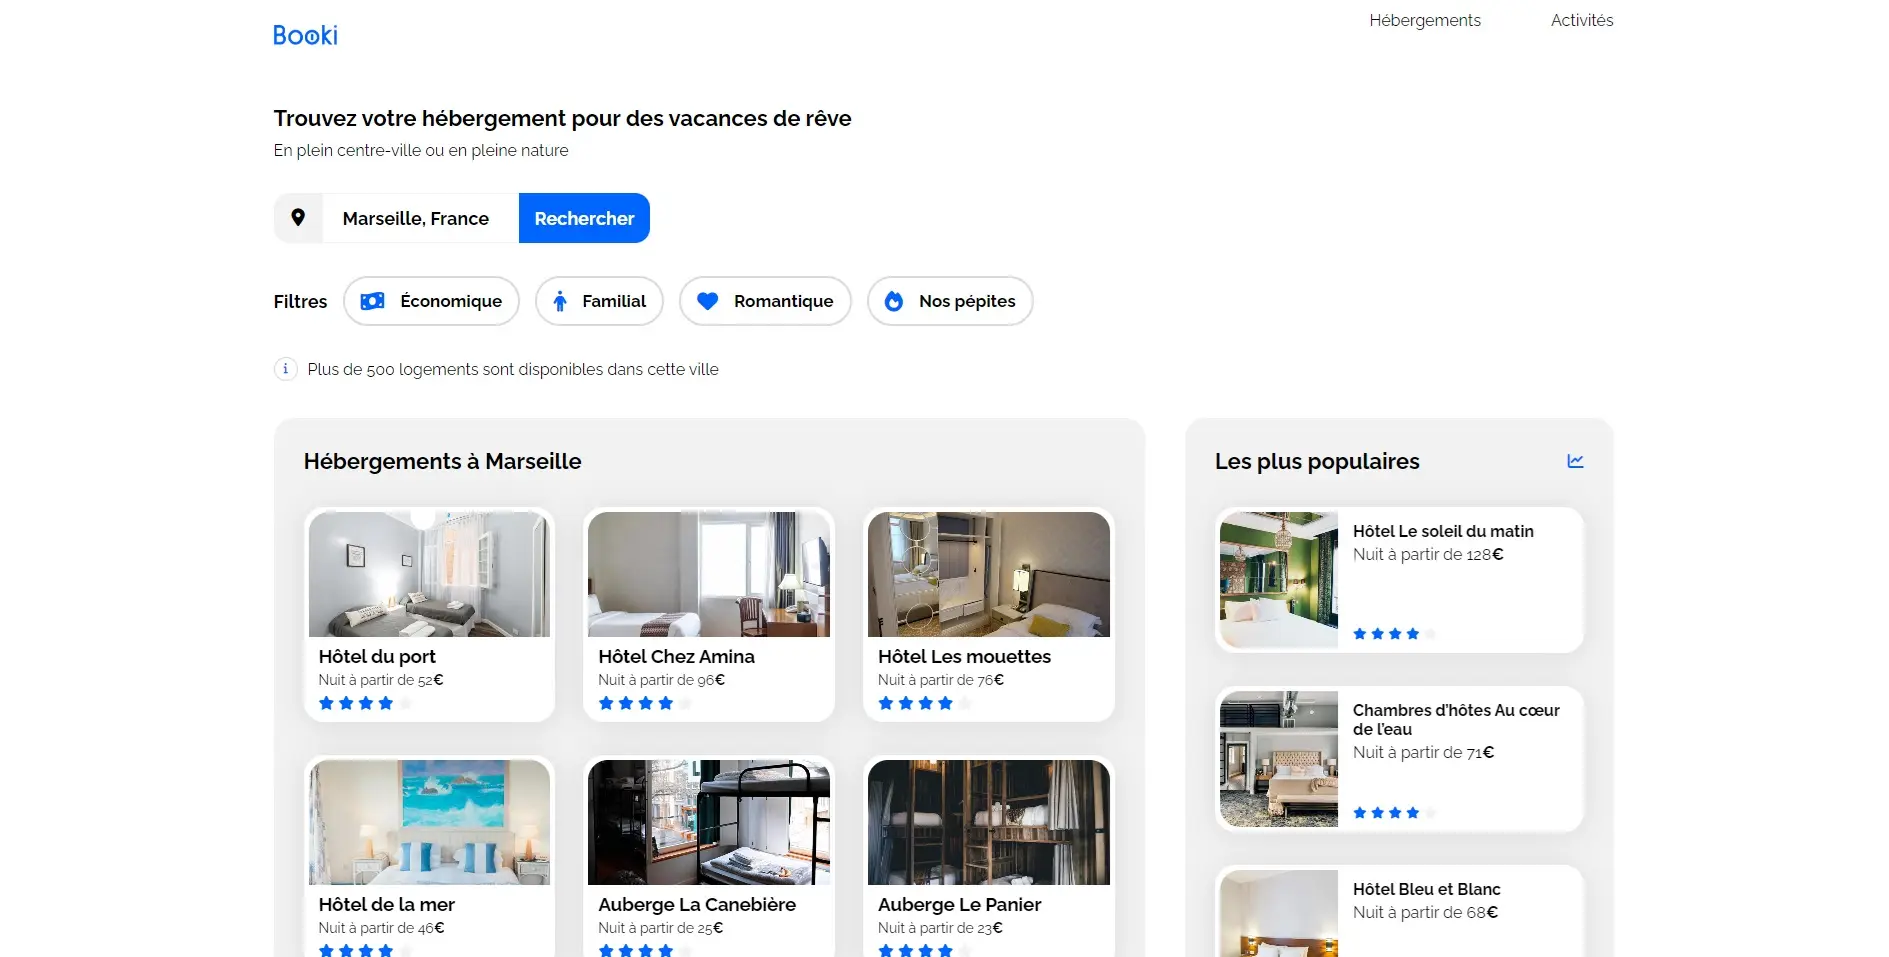 Booki
Hébergements
Activités
Trouvez votre hébergement pour des vacances de rêve
En plein centre-ville ou en pleine nature
Marseille, France
Rechercher
Filtres
Économique
Familial
Romantique
Nos pépites
i
Plus de 500 logements sont disponibles dans cette ville
Hébergements à Marseille
Hôtel du port
Nuit à partir de 52€
Hôtel Chez Amina
Nuit à partir de 96€
Hôtel Les mouettes
Nuit à partir de 76€
Hôtel de la mer
Nuit à partir de 46€
Auberge La Canebière
Nuit à partir de 25€
Auberge Le Panier
Nuit à partir de 23€
Les plus populaires
Hôtel Le soleil du matin
Nuit à partir de 128€
Chambres d’hôtes Au cœur
de l’eau
Nuit à partir de 71€
Hôtel Bleu et Blanc
Nuit à partir de 68€